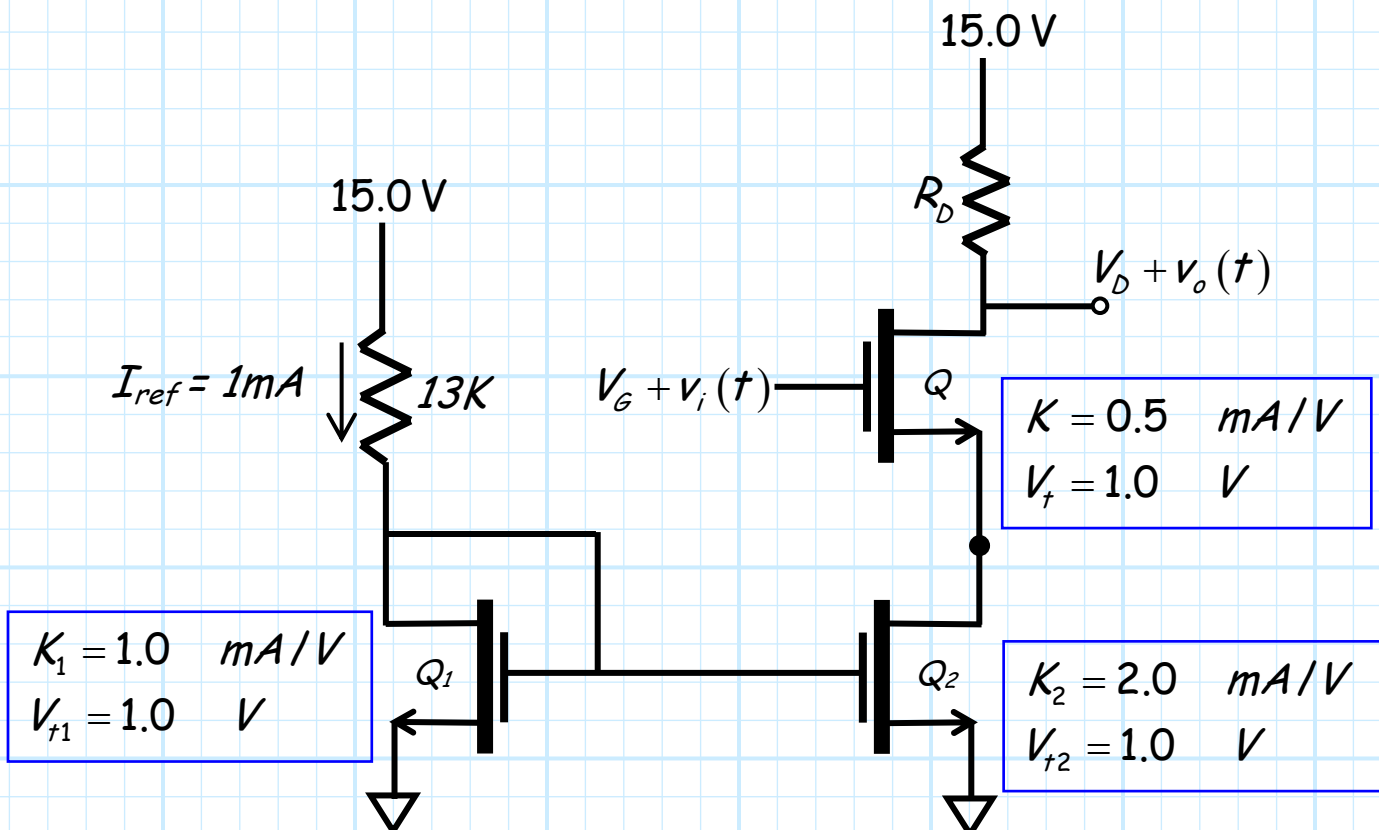 15.0 V
15.0 V
R_D
V_D + v_o(t)
I_ref = 1mA
13K
V_G + v_i(t)
Q
K = 0.5 mA/V
V_t = 1.0 V
K_1 = 1.0 mA/V
V_t1 = 1.0 V
Q_1
Q_2
K_2 = 2.0 mA/V
V_t2 = 1.0 V